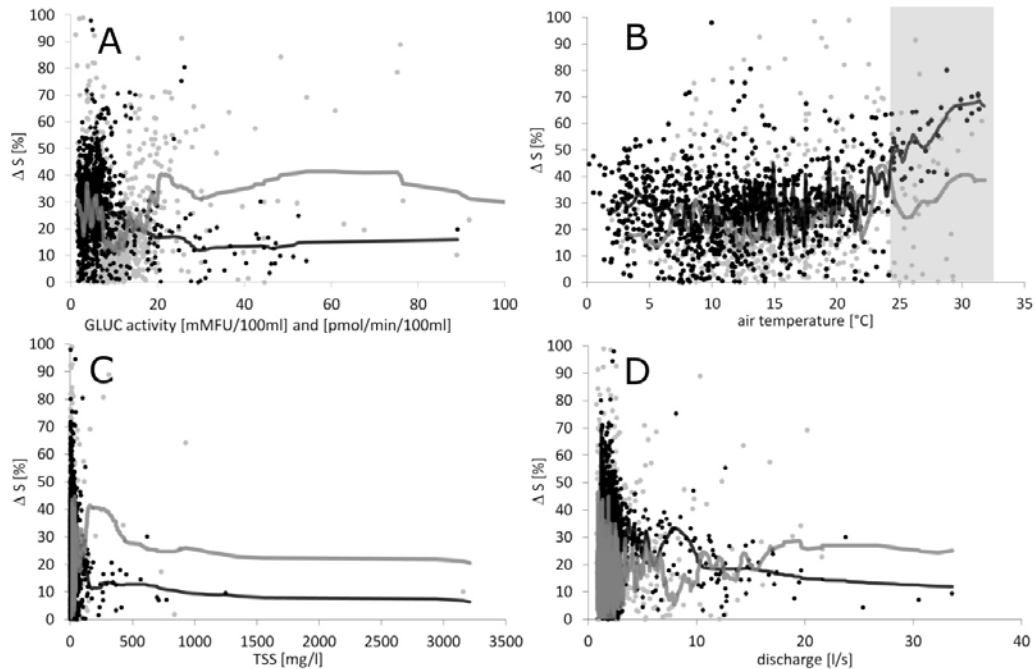 A
100
90
80
70
60
50
40
30
20
10
0
Δ S [%]
0 20 40 60 80 100
GLUC activity [mMFU/100ml] and [pmol/min/100ml]
B
100
90
80
70
60
50
40
30
20
10
0
Δ S [%]
0 5 10 15 20 25 30 35
air temperature [°C]
C
100
90
80
70
60
50
40
30
20
10
0
Δ S [%]
0 500 1000 1500 2000 2500 3000 3500
TSS [mg/l]
D
100
90
80
70
60
50
40
30
20
10
0
Δ S [%]
0 10 20 30 40
discharge [l/s]